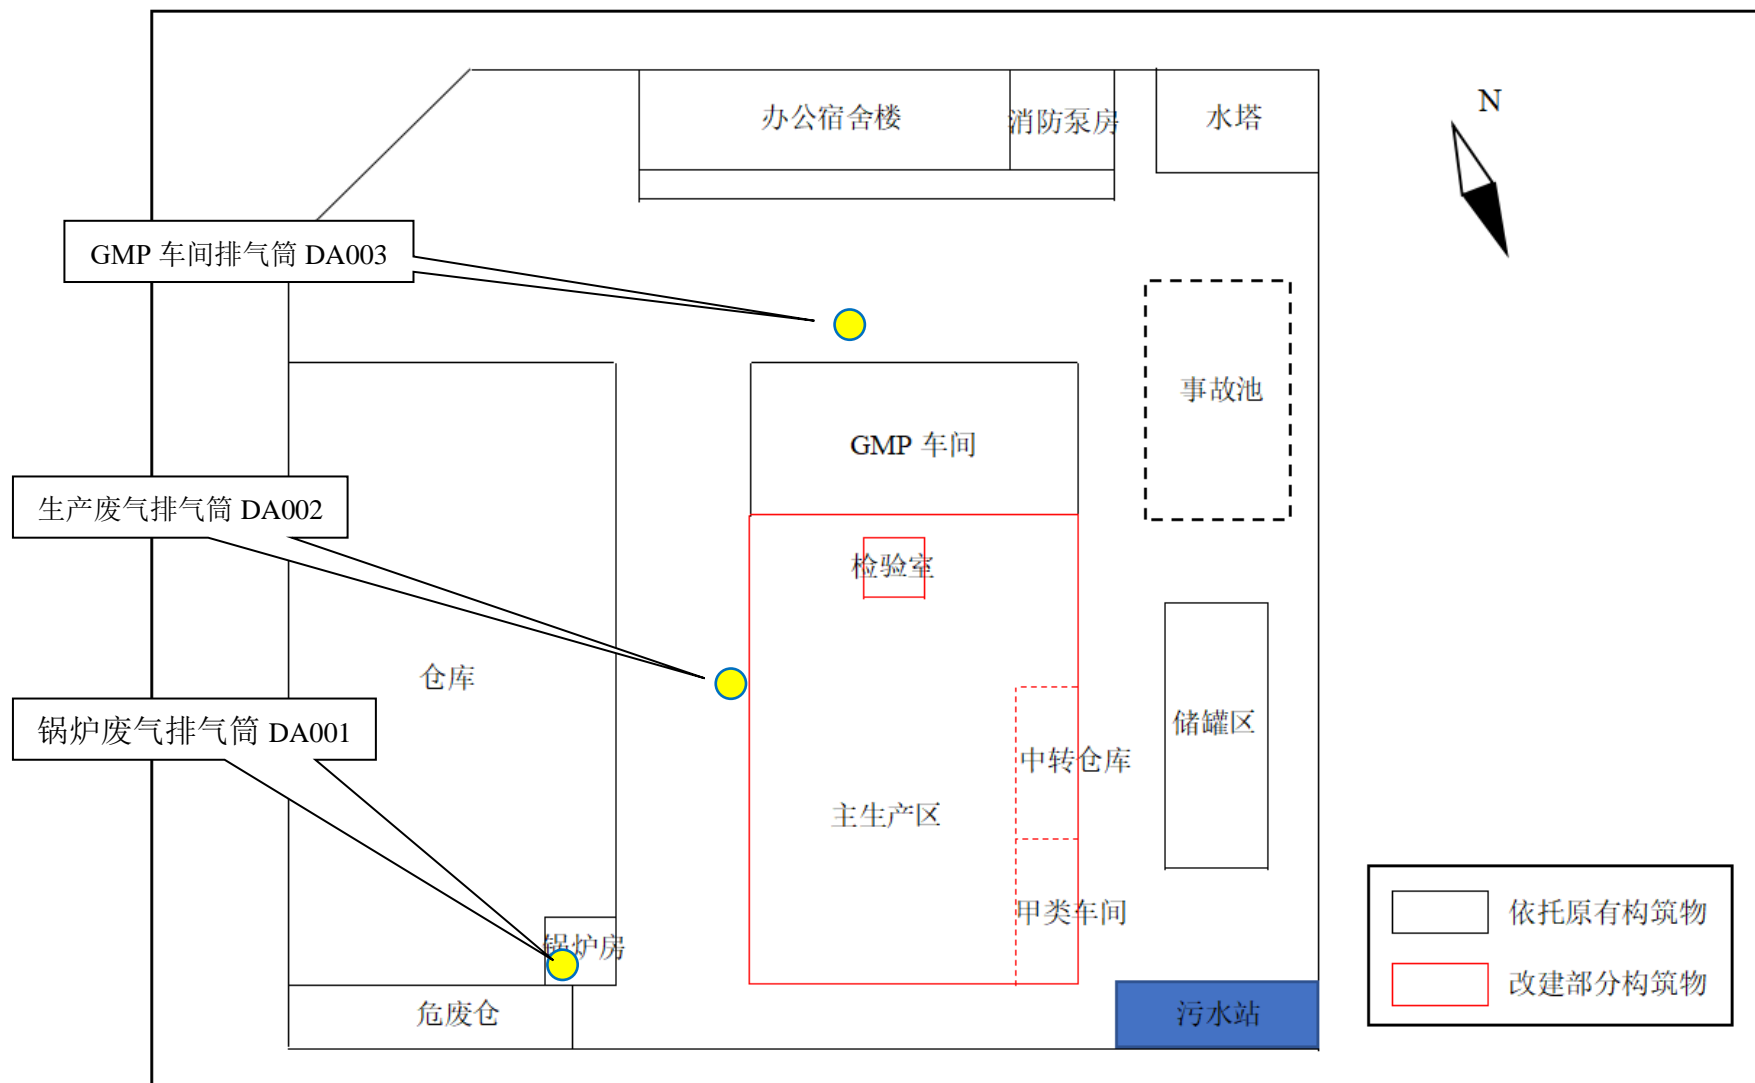 办公宿舍楼
消防泵房
水塔
N
GMP 车间排气筒 DA003
事故池
GMP 车间
生产废气排气筒 DA002
检验室
仓库
锅炉废气排气筒 DA001
储罐区
中转仓库
主生产区
甲类车间
依托原有构筑物
锅炉房
改建部分构筑物
危废仓
污水站